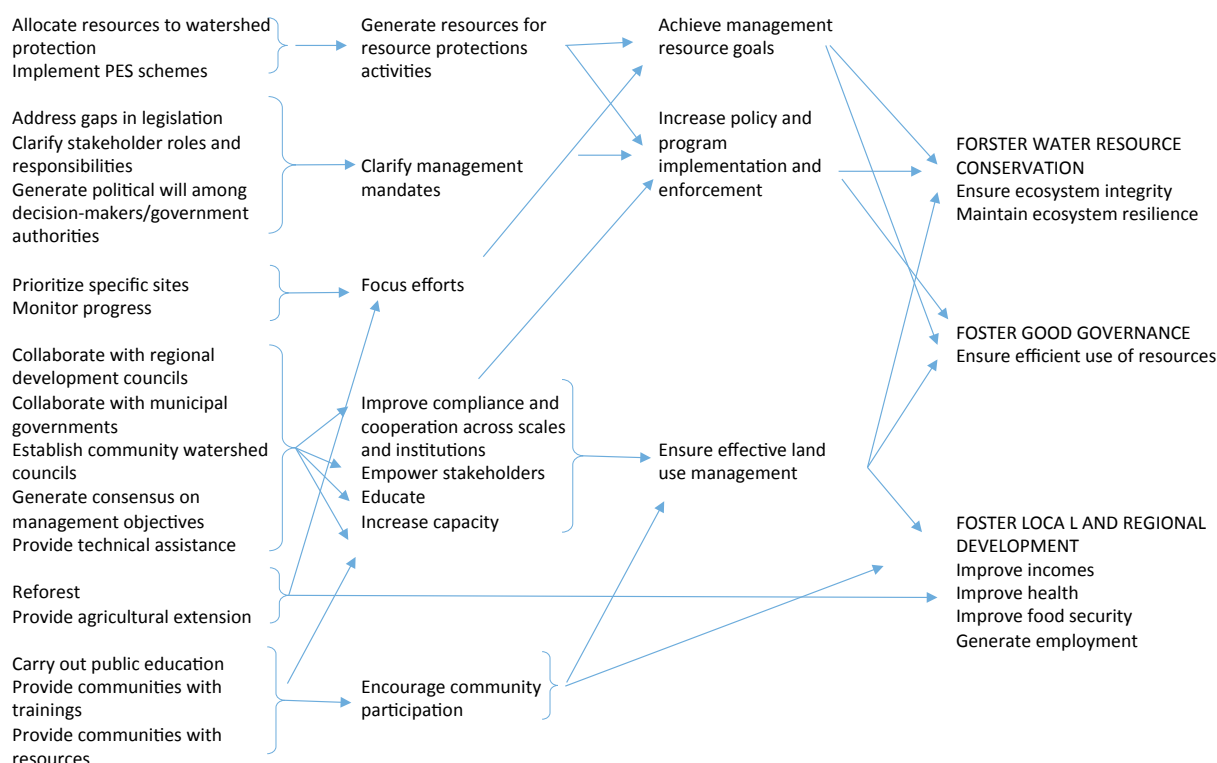 Allocate resources to watershed
protection
Implement PES schemes
Address gaps in legislation
Clarify stakeholder roles and
responsibilities
Generate political will among
decision-makers/government
authorities
Prioritize specific sites
Monitor progress
Collaborate with regional
development councils
Collaborate with municipal
governments
Establish community watershed
councils
Generate consensus on
management objectives
Provide technical assistance
Reforest
Provide agricultural extension
Carry out public education
Provide communities with
trainings
Provide communities with
resources
Generate resources for
resource protections
activities
Clarify management
mandates
Focus efforts
Improve compliance and
cooperation across scales
and institutions
Empower stakeholders
Educate
Increase capacity
Encourage community
participation
Achieve management
resource goals
Increase policy and
program
implementation and
enforcement
Ensure effective land
use management
FORSTER WATER RESOURCE
CONSERVATION
Ensure ecosystem integrity
Maintain ecosystem resilience
FOSTER GOOD GOVERNANCE
Ensure efficient use of resources
FOSTER LOCA L AND REGIONAL
DEVELOPMENT
Improve incomes
Improve health
Improve food security
Generate employment